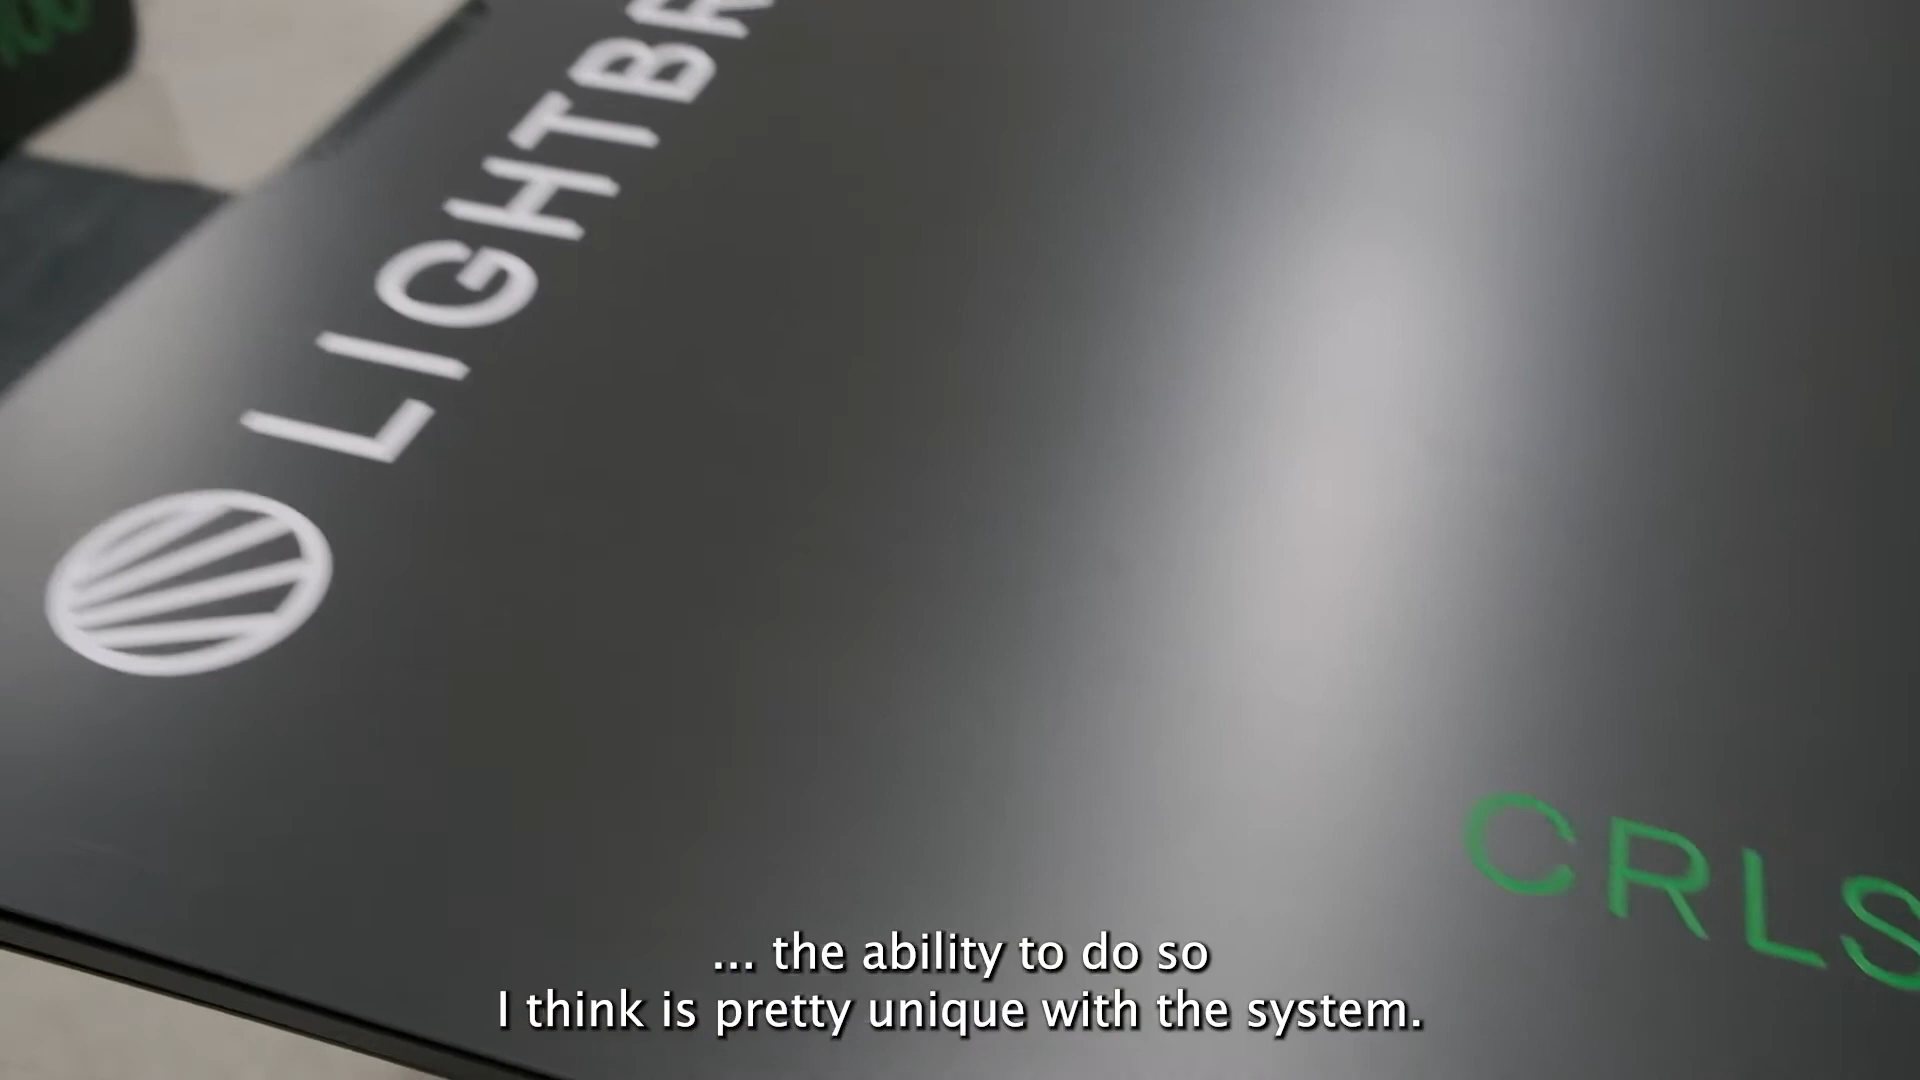 LIGHTBR
CRLS
... the ability to do so
I think is pretty unique with the system.